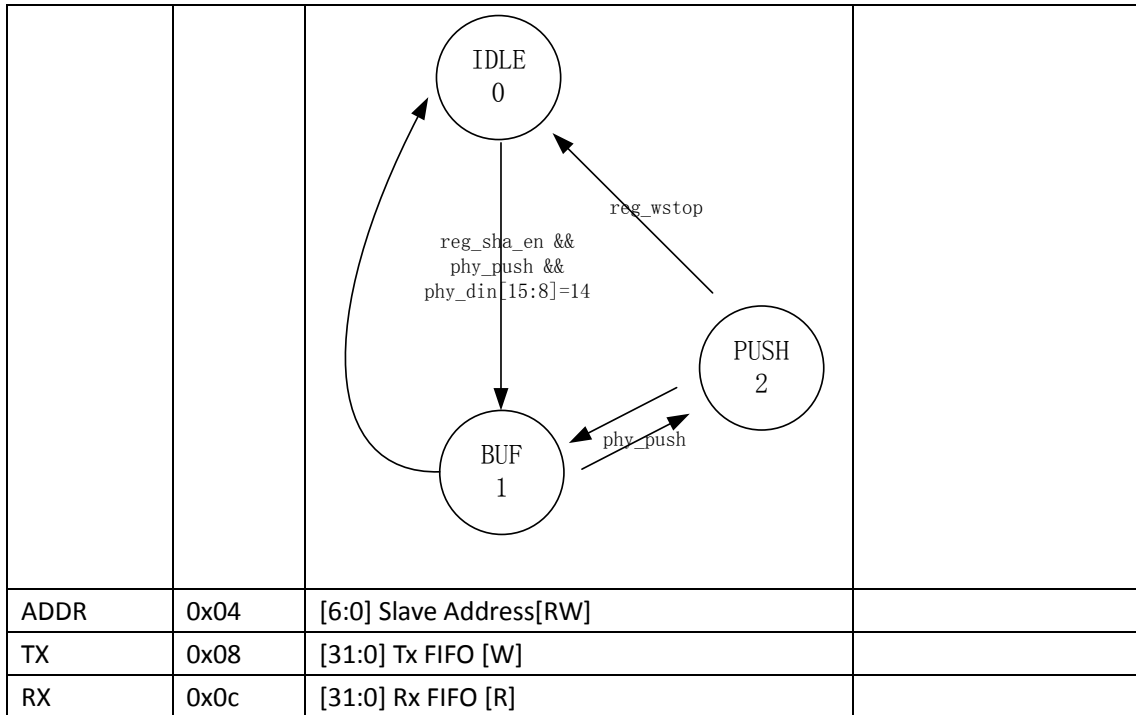 IDLE
0
reg_wstop
reg_sha_en &&
phy_push &&
phy_din[15:8]=14
PUSH
2
phy_push
BUF
1
ADDR 0x04 [6:0] Slave Address[RW]
TX 0x08 [31:0] Tx FIFO [W]
RX 0x0c [31:0] Rx FIFO [R]